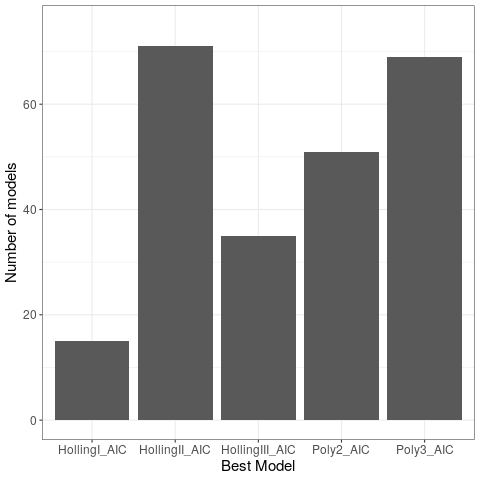 Number of models
60
40
20
0
HollingI_AIC HollingII_AIC HollingIII_AIC Poly2_AIC Poly3_AIC
Best Model